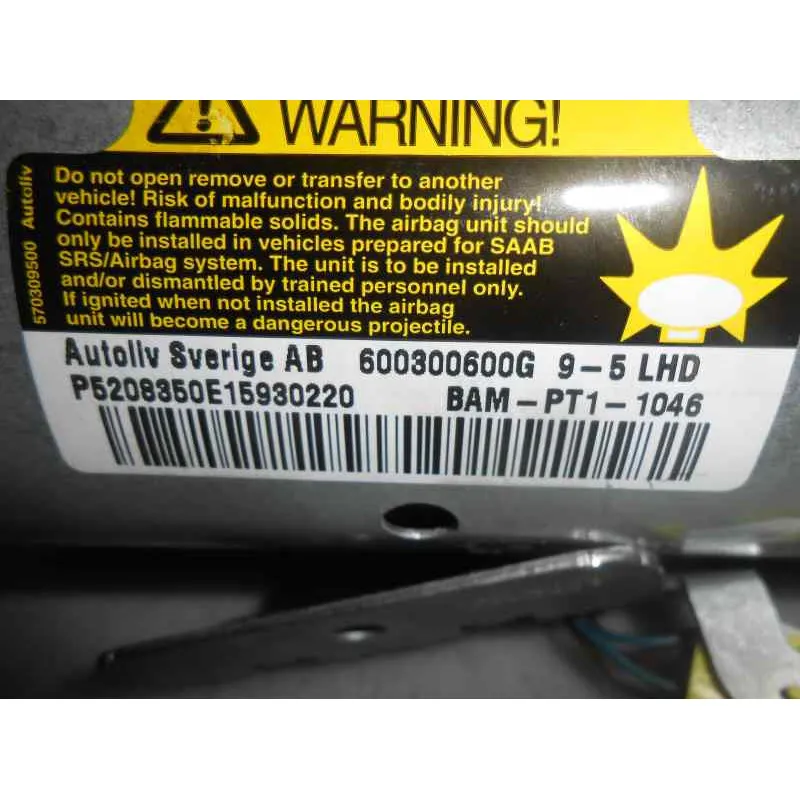 WARNING!
Do not open remove or transfer to another
vehicle! Risk of malfunction and bodily injury!
Contains flammable solids. The airbag unit should
only be installed in vehicles prepared for SAAB
SRS/Airbag system. The unit is to be installed
and/or dismantled by trained personnel only.
If ignited when not installed the airbag
unit will become a dangerous projectile.
570309500 Autoliv
Autoliv Sverige AB 600300600G 9-5 LHD
P5208350E15930220 BAM-PT1-1046